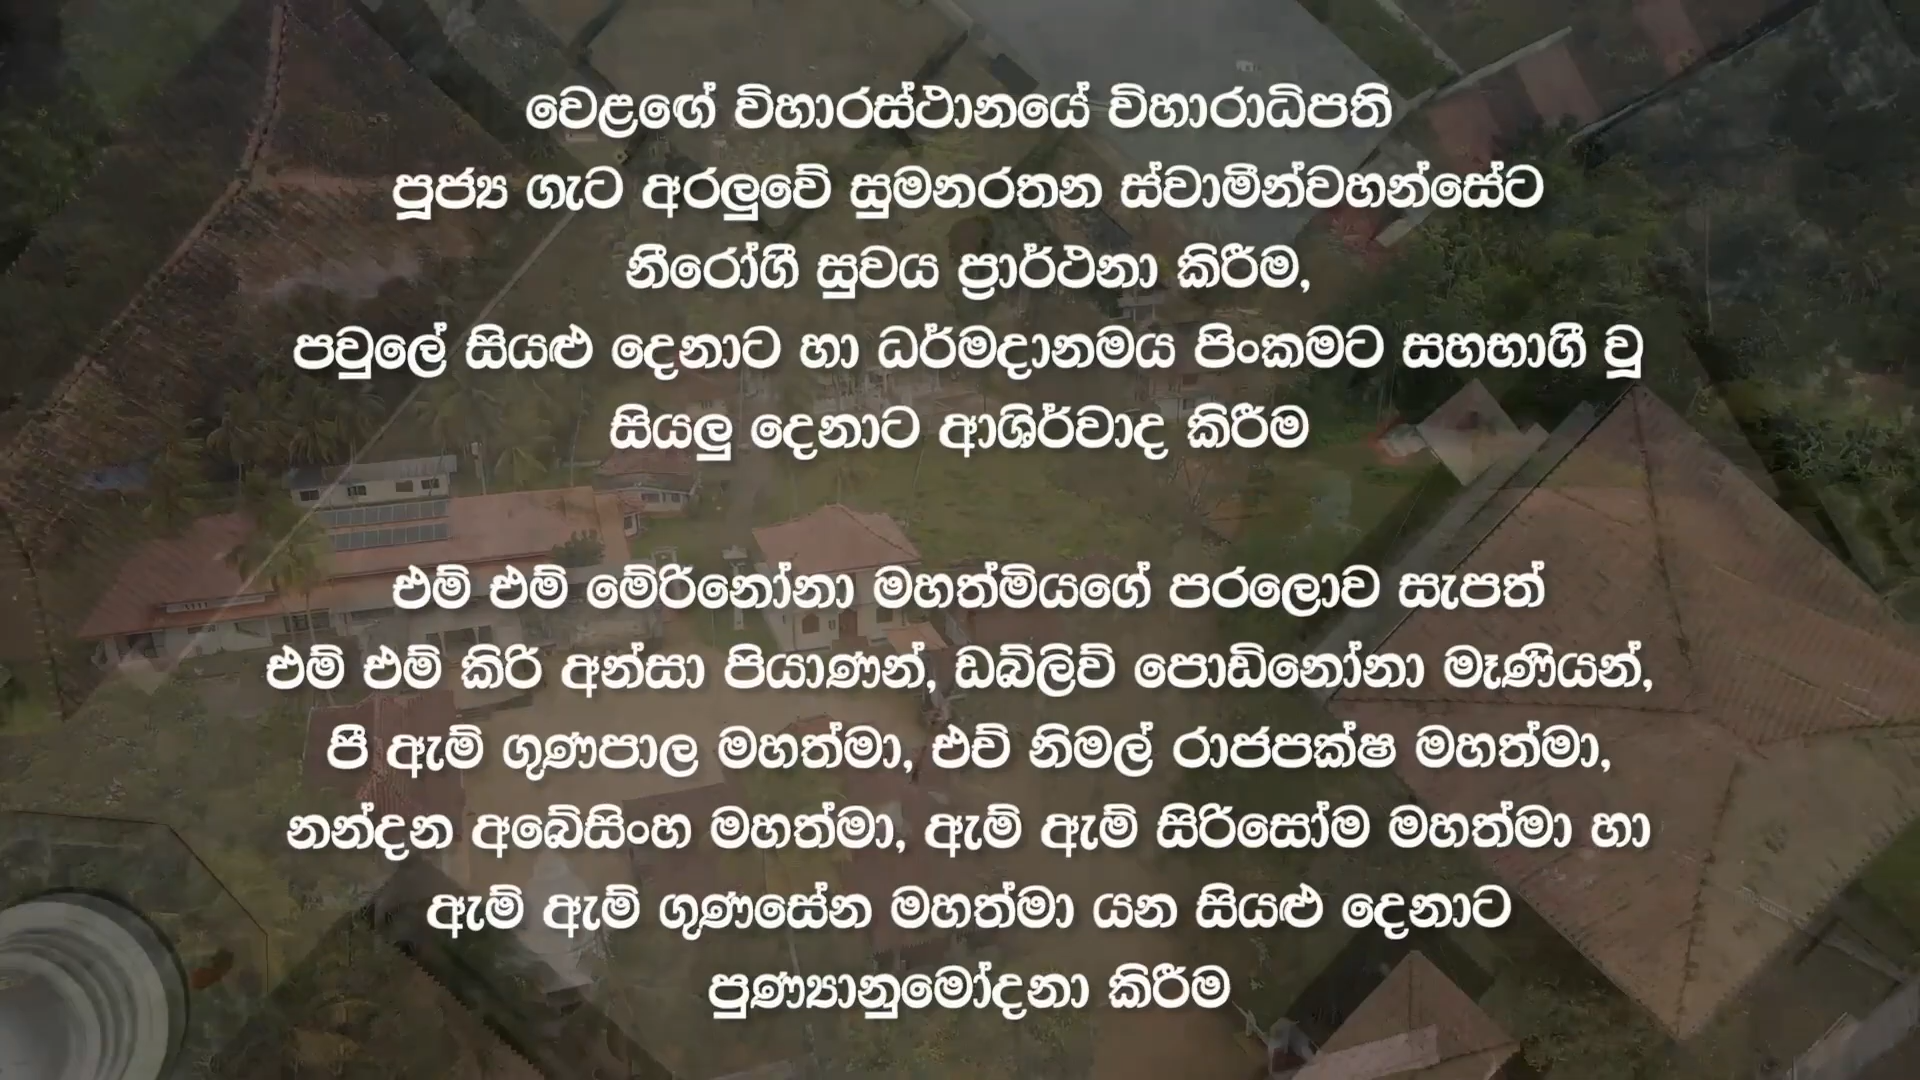 වෙළඟේ විහාරස්ථානයේ විහාරාධිපති
පූජ්‍ය ගැට අරලුවේ සුමනරතන ස්වාමීන්වහන්සේට
නීරෝගී සුවය ප්‍රාර්ථනා කිරීම,
පවුලේ සියළු දෙනාට හා ධර්මදානමය පිංකමට සහභාගී වූ
සියලු දෙනාට ආශිර්වාද කිරීම
එම් එම් මේරිනෝනා මහත්මියගේ පරලොව සැපත්
එම් එම් කිරි අන්සා පියාණන්, ඩබ්ලිව් පොඩිනෝනා මෑණියන්,
පී ඇම් ගුණපාල මහත්මා, එච් නිමල් රාජපක්ෂ මහත්මා,
නන්දන අබේසිංහ මහත්මා, ඇම් ඇම් සිරිසෝම මහත්මා හා
ඇම් ඇම් ගුණසේන මහත්මා යන සියළු දෙනාට
පුණ්‍යානුමෝදනා කිරීම